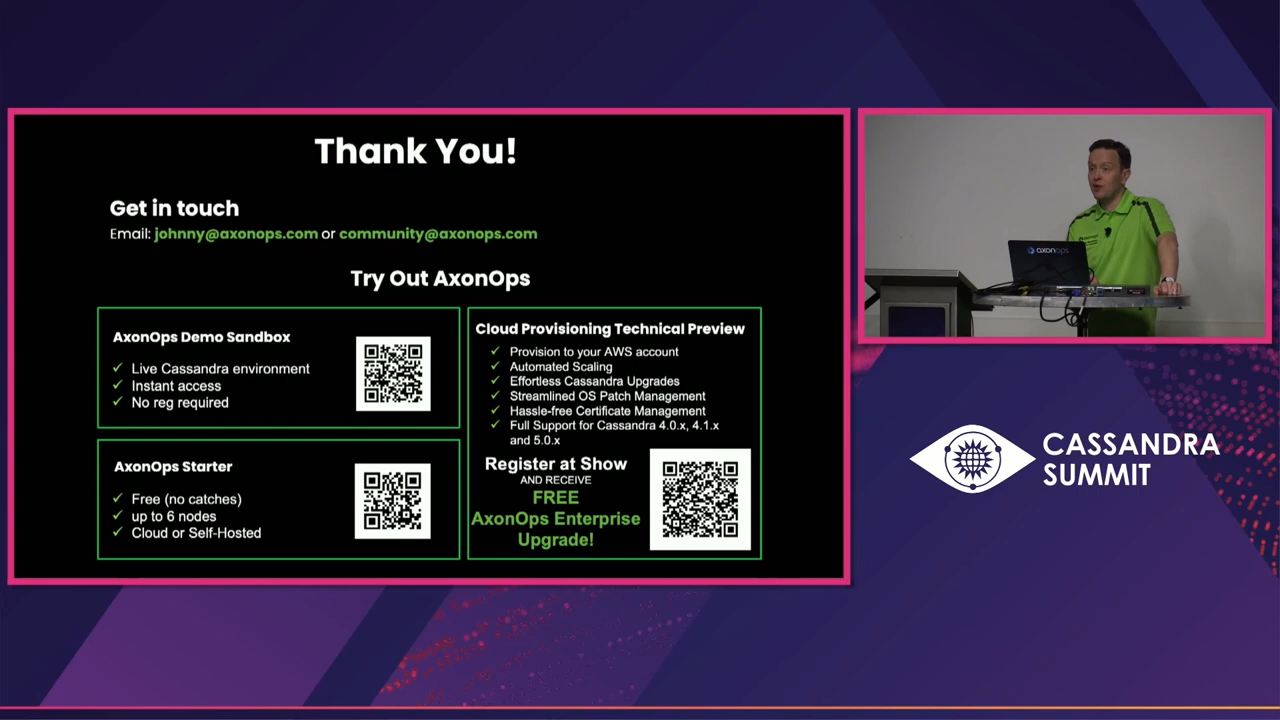 Thank You!
Get in touch
Email: johnny@axonops.com or community@axonops.com
Try Out AxonOps
AxonOps Demo Sandbox
✓ Live Cassandra environment
✓ Instant access
✓ No reg required
AxonOps Starter
✓ Free (no catches)
✓ up to 6 nodes
✓ Cloud or Self-Hosted
Cloud Provisioning Technical Preview
✓ Provision to your AWS account
✓ Automated Scaling
✓ Effortless Cassandra Upgrades
✓ Streamlined OS Patch Management
✓ Hassle-free Certificate Management
✓ Full Support for Cassandra 4.0.x, 4.1.x
and 5.0.x
Register at Show
AND RECEIVE
FREE
AxonOps Enterprise
Upgrade!
axonops
CASSANDRA
SUMMIT